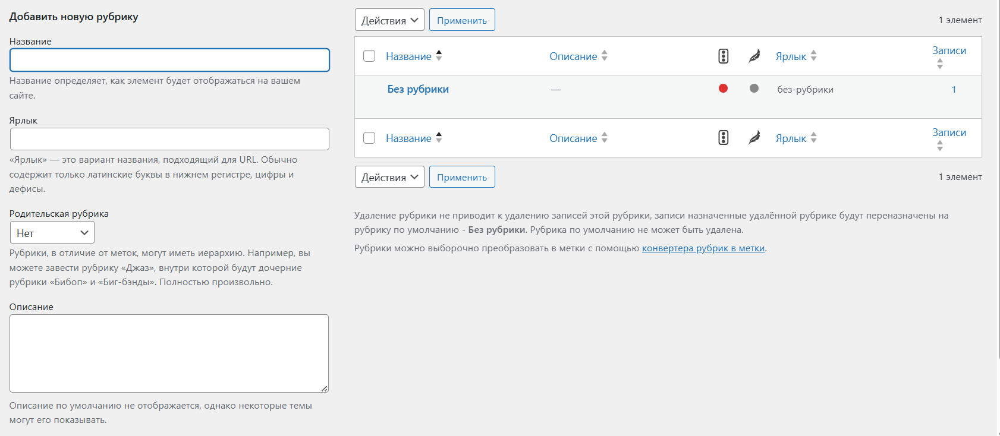 Добавить новую рубрику
Название
Название определяет, как элемент будет отображаться на вашем
сайте.
Ярлык
«Ярлык» — это вариант названия, подходящий для URL. Обычно
содержит только латинские буквы в нижнем регистре, цифры и
дефисы.
Родительская рубрика
Нет
Рубрики, в отличие от меток, могут иметь иерархию. Например, вы
можете завести рубрику «Джаз», внутри которой будут дочерние
рубрики «Бибоп» и «Биг-бэнды». Полностью произвольно.
Описание
Описание по умолчанию не отображается, однако некоторые темы
могут его показывать.
Действия Применить 1 элемент
Название Описание Ярлык Записи
Без рубрики — без-рубрики 1
Название Описание Ярлык Записи
Действия Применить 1 элемент
Удаление рубрики не приводит к удалению записей этой рубрики, записи назначенные удалённой рубрике будут переназначены на
рубрику по умолчанию - Без рубрики. Рубрика по умолчанию не может быть удалена.
Рубрики можно выборочно преобразовать в метки с помощью конвертера рубрик в метки.